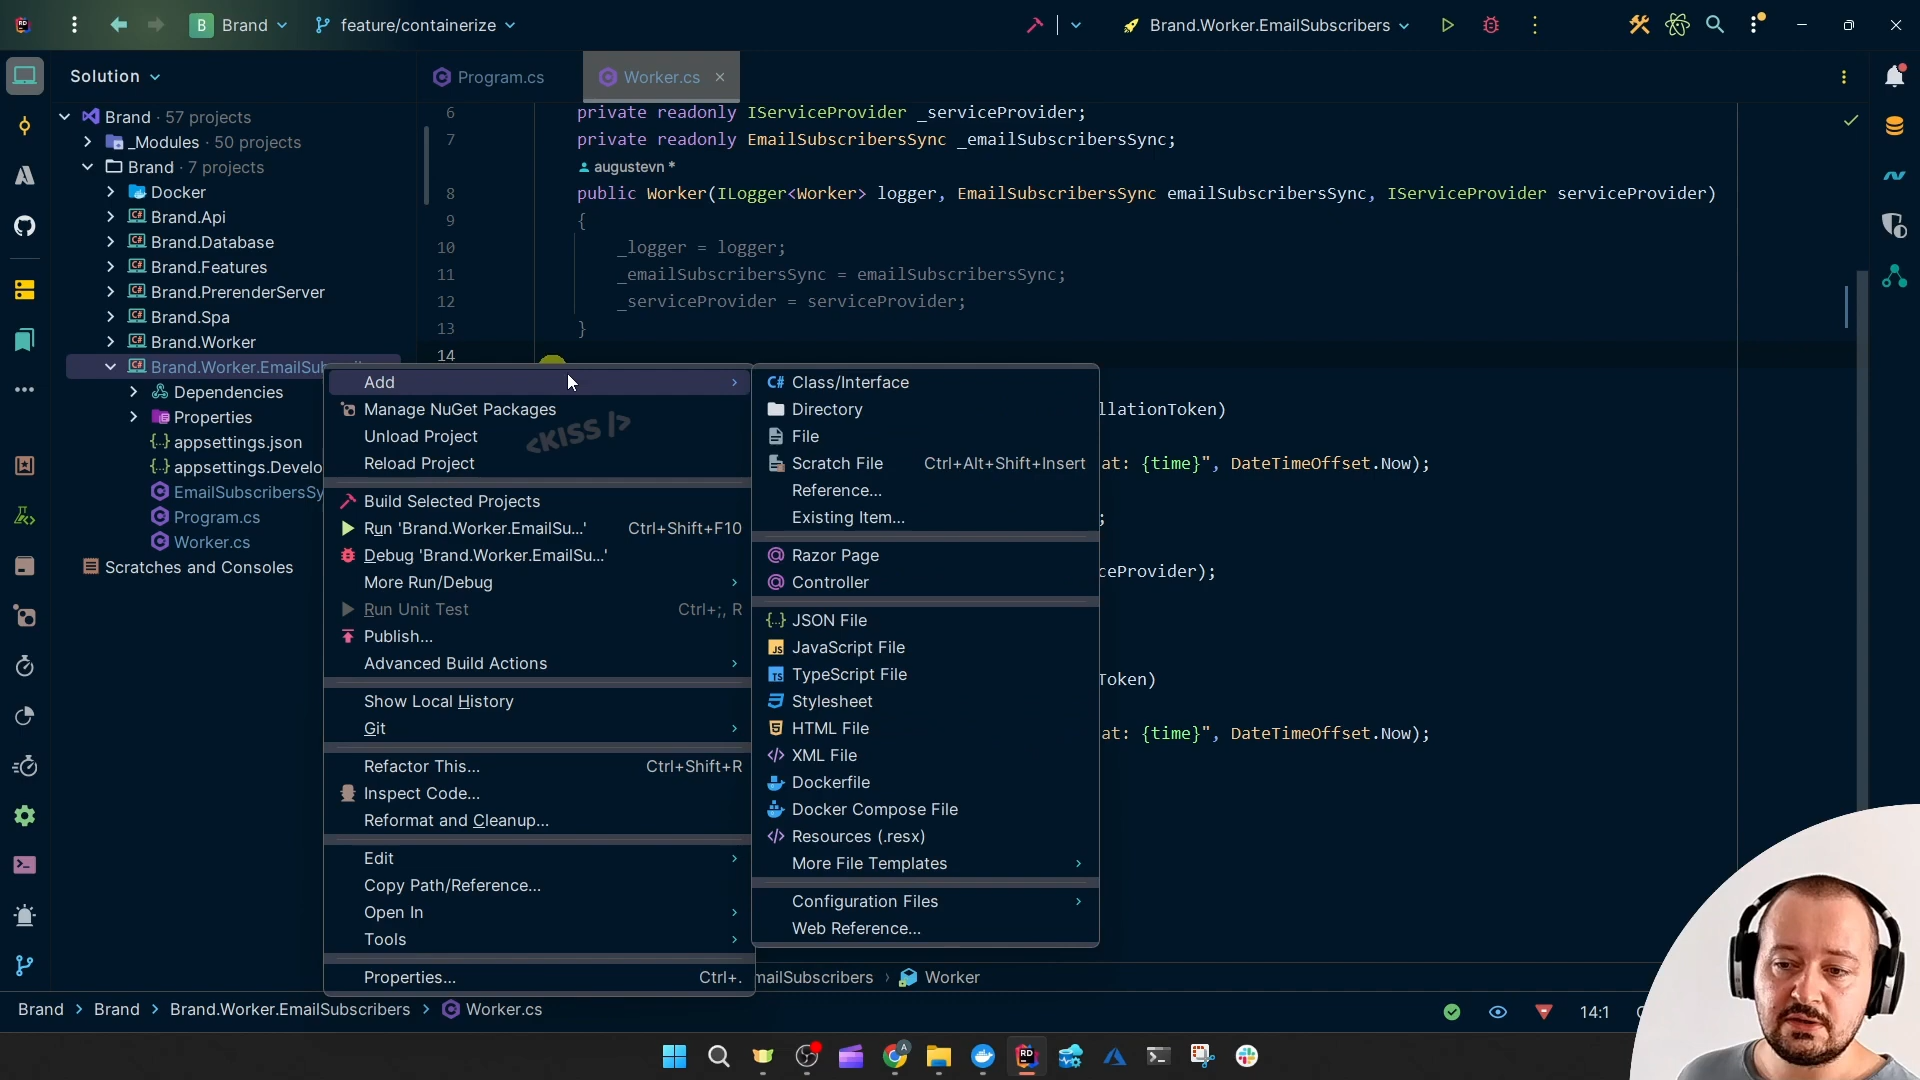 Brand
feature/containerize
Brand.Worker.EmailSubscribers
Solution
Program.cs
Worker.cs
Brand · 57 projects
_Modules · 50 projects
Brand · 7 projects
Docker
Brand.Api
Brand.Database
Brand.Features
Brand.PrerenderServer
Brand.Spa
Brand.Worker
Brand.Worker.EmailSu
Dependencies
Properties
appsettings.json
appsettings.Develo
EmailSubscribersSy
Program.cs
Worker.cs
Scratches and Consoles
6 private readonly IServiceProvider _serviceProvider;
7 private readonly EmailSubscribersSync _emailSubscribersSync;
augustevn *
8 public Worker(ILogger<Worker> logger, EmailSubscribersSync emailSubscribersSync, IServiceProvider serviceProvider)
9 {
10 _logger = logger;
11 _emailSubscribersSync = emailSubscribersSync;
12 _serviceProvider = serviceProvider;
13 }
14
llationToken)
at: {time}", DateTimeOffset.Now);
;
ceProvider);
Token)
at: {time}", DateTimeOffset.Now);
Add
Manage NuGet Packages
<KISS />
Unload Project
Reload Project
Build Selected Projects
Run 'Brand.Worker.EmailSu...' Ctrl+Shift+F10
Debug 'Brand.Worker.EmailSu...'
More Run/Debug
Run Unit Test Ctrl+;, R
Publish...
Advanced Build Actions
Show Local History
Git
Refactor This... Ctrl+Shift+R
Inspect Code...
Reformat and Cleanup...
Edit
Copy Path/Reference...
Open In
Tools
Properties... Ctrl+.
C# Class/Interface
Directory
File
Scratch File Ctrl+Alt+Shift+Insert
Reference...
Existing Item...
Razor Page
Controller
JSON File
JavaScript File
TypeScript File
Stylesheet
HTML File
XML File
Dockerfile
Docker Compose File
Resources (.resx)
More File Templates
Configuration Files
Web Reference...
mailSubscribers › Worker
Brand › Brand › Brand.Worker.EmailSubscribers › Worker.cs
14:1